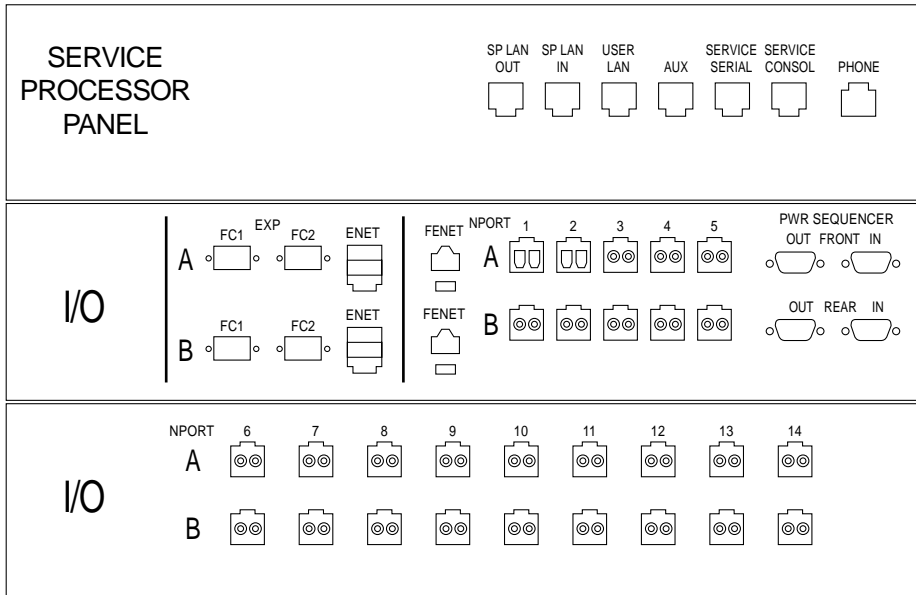 SERVICE PROCESSOR PANEL
SP LAN OUT
SP LAN IN
USER LAN
AUX
SERVICE SERIAL
SERVICE CONSOL
PHONE
I/O
EXP
A FC1 FC2 ENET
B FC1 FC2 ENET
FENET
FENET
NPORT 1 2 3 4 5
A
B
PWR SEQUENCER
OUT FRONT IN
OUT REAR IN
I/O
NPORT 6 7 8 9 10 11 12 13 14
A
B